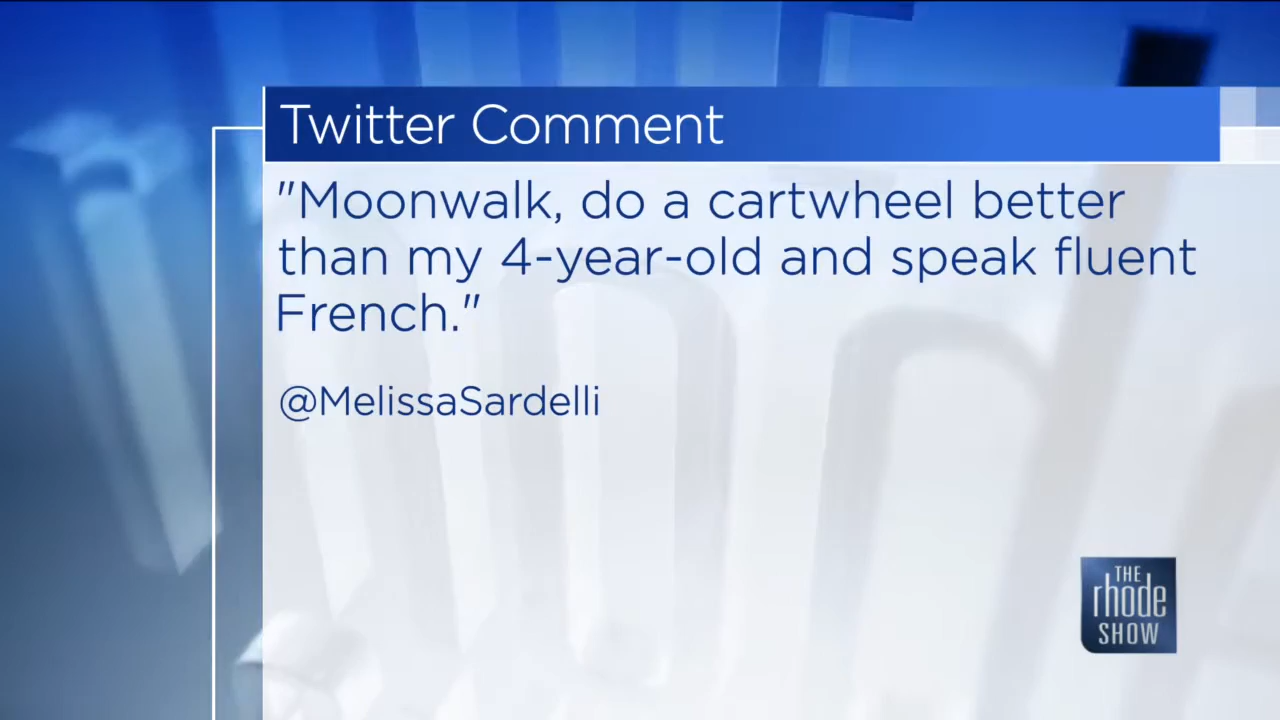 Twitter Comment
"Moonwalk, do a cartwheel better
than my 4-year-old and speak fluent
French."
@MelissaSardelli
THE
rhode
SHOW